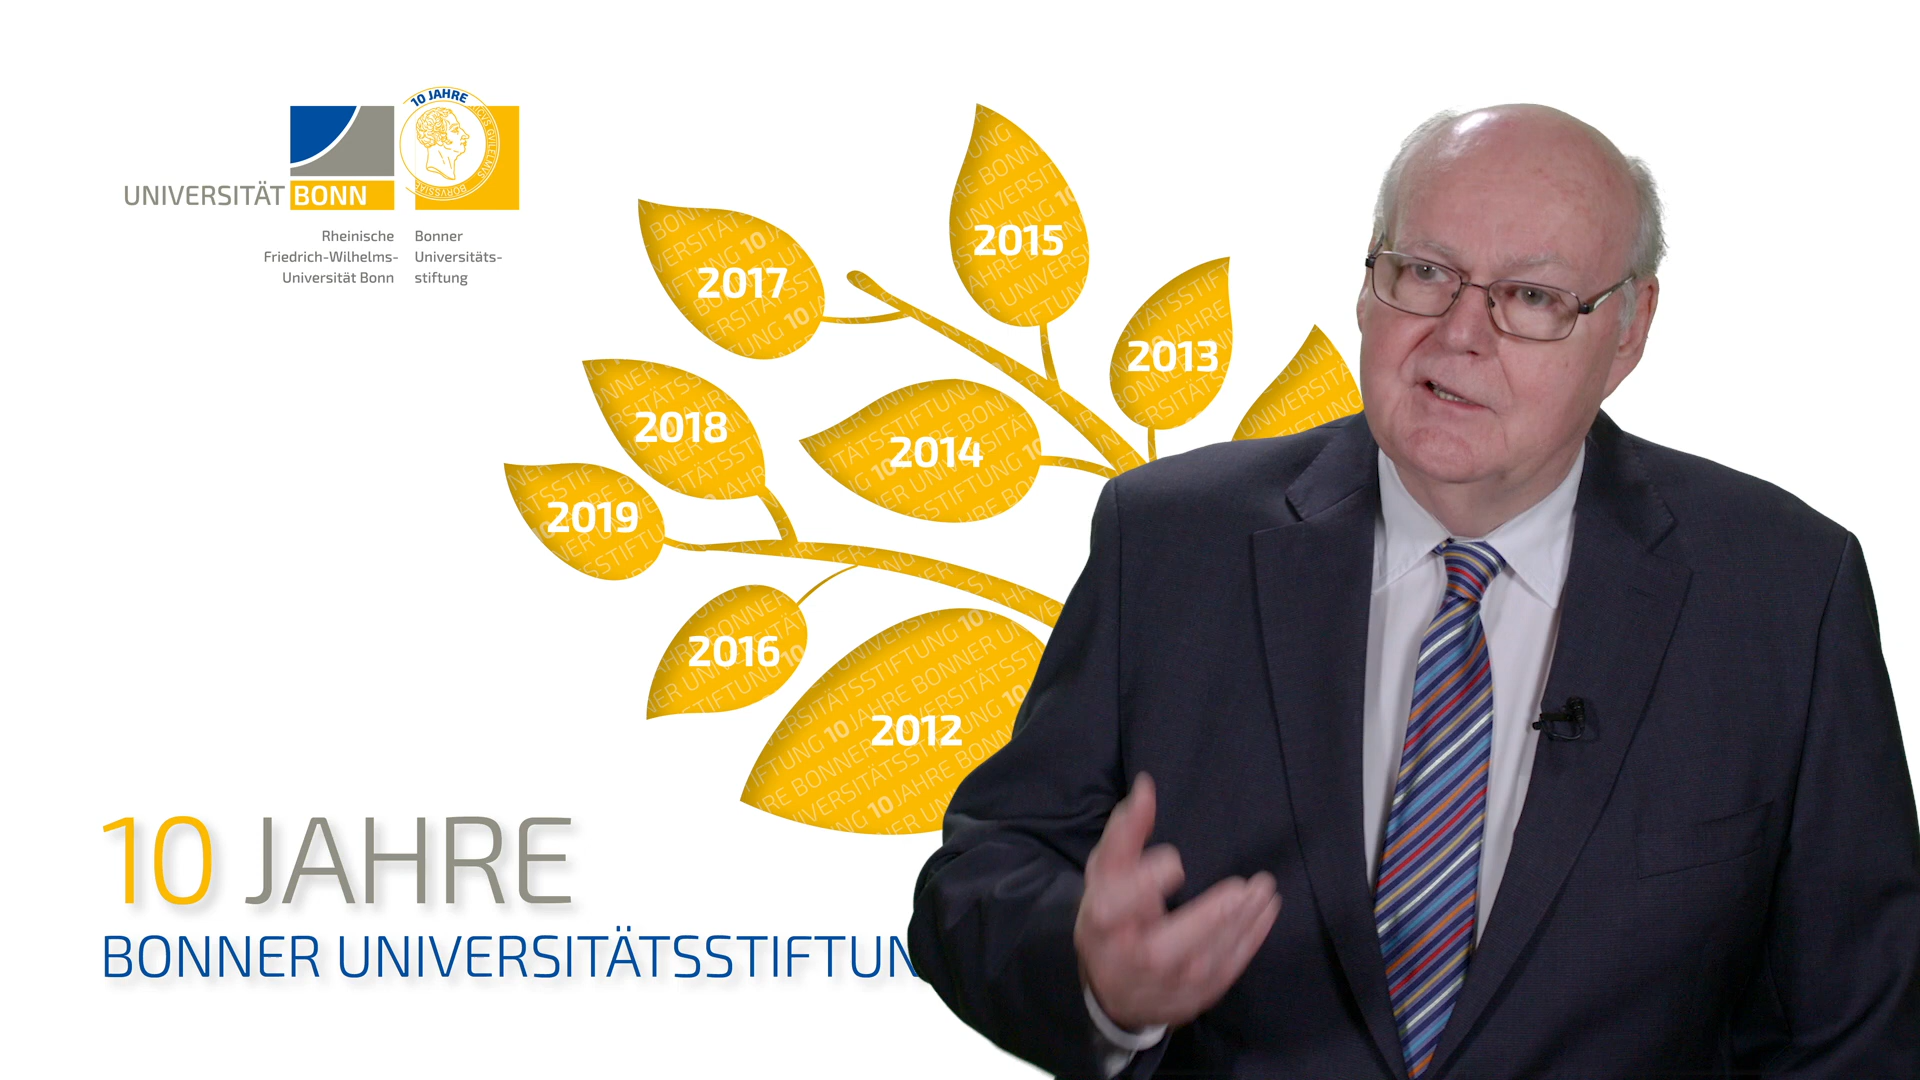 10 JAHRE
UNIVERSITÄT BONN
Rheinische
Friedrich-Wilhelms-
Universität Bonn
Bonner
Universitäts-
stiftung
2015
2017
2013
2018
2014
2019
2016
2012
10 JAHRE
BONNER UNIVERSITÄTSSTIFTUN